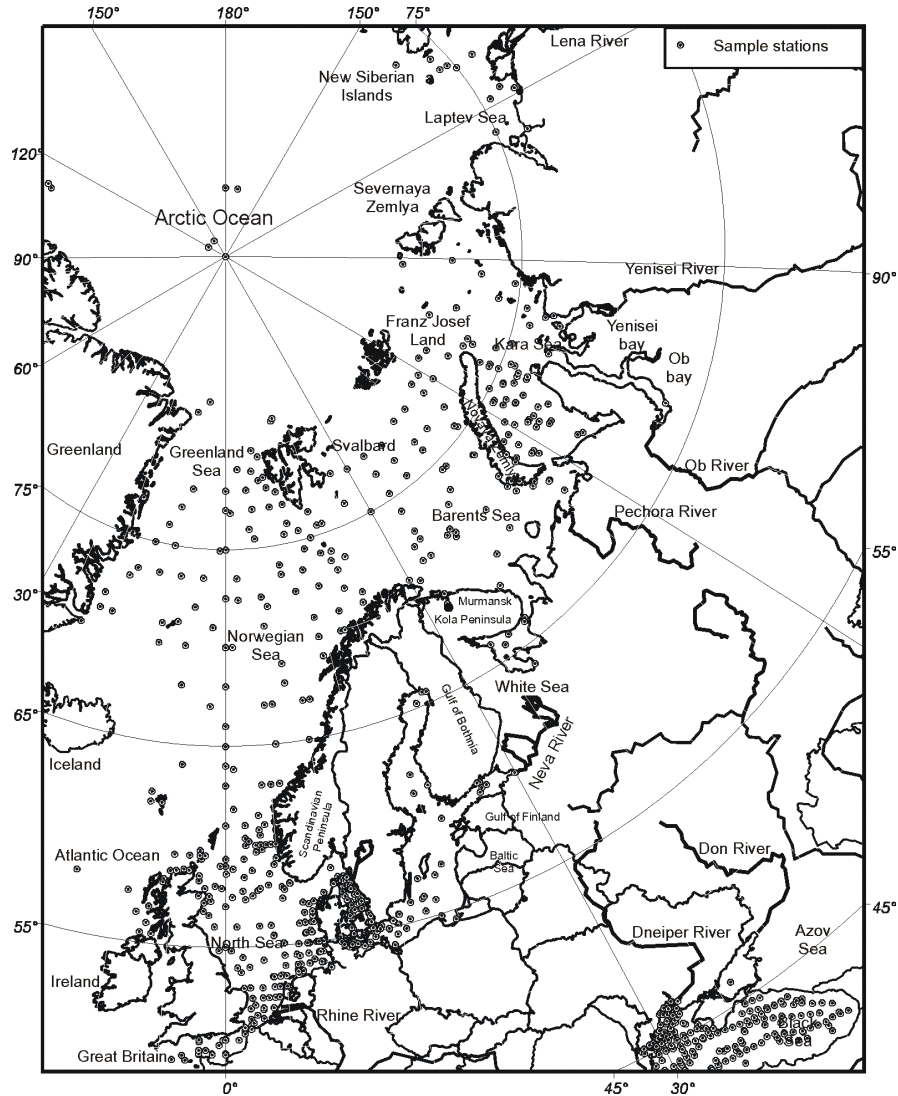 150°
180°
150°
75°
Lena River
Sample stations
New Siberian
Islands
Laptev Sea
120°
Severnaya
Zemlya
Arctic Ocean
90°
Yenisei River
90°
Franz Josef
Land
Kara Sea
Yenisei
bay
Ob
bay
60°
Novaya Zemlya
Greenland
Greenland
Sea
Svalbard
Ob River
75°
Barents Sea
Pechora River
55°
30°
Murmansk
Kola Peninsula
Norwegian
Sea
White Sea
Gulf of Bothnia
65°
Neva River
Iceland
Scandinavian
Peninsula
Gulf of Finland
Atlantic Ocean
Baltic
Sea
Don River
45°
55°
North Sea
Dneiper River
Azov
Sea
Ireland
Rhine River
Black
Sea
Great Britain
0°
45°
30°